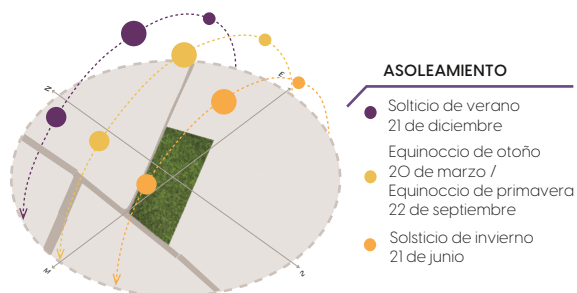 E
ASOLEAMIENTO
Solticio de verano
21 de diciembre
Equinoccio de otoño
20 de marzo /
Equinoccio de primavera
22 de septiembre
Solsticio de invierno
21 de junio